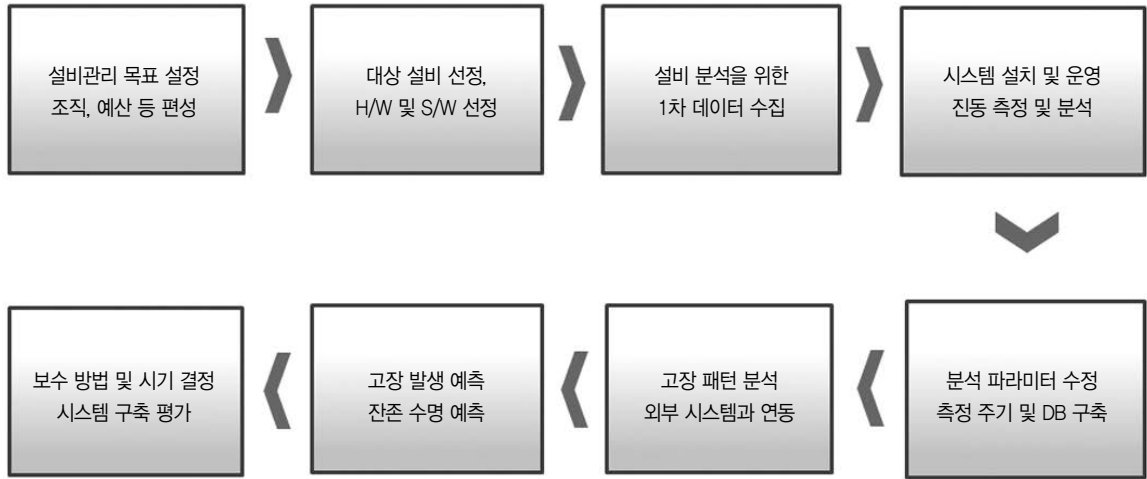 설비관리 목표 설정
조직, 예산 등 편성
대상 설비 선정,
H/W 및 S/W 선정
설비 분석을 위한
1차 데이터 수집
시스템 설치 및 운영
진동 측정 및 분석
분석 파라미터 수정
측정 주기 및 DB 구축
고장 패턴 분석
외부 시스템과 연동
고장 발생 예측
잔존 수명 예측
보수 방법 및 시기 결정
시스템 구축 평가